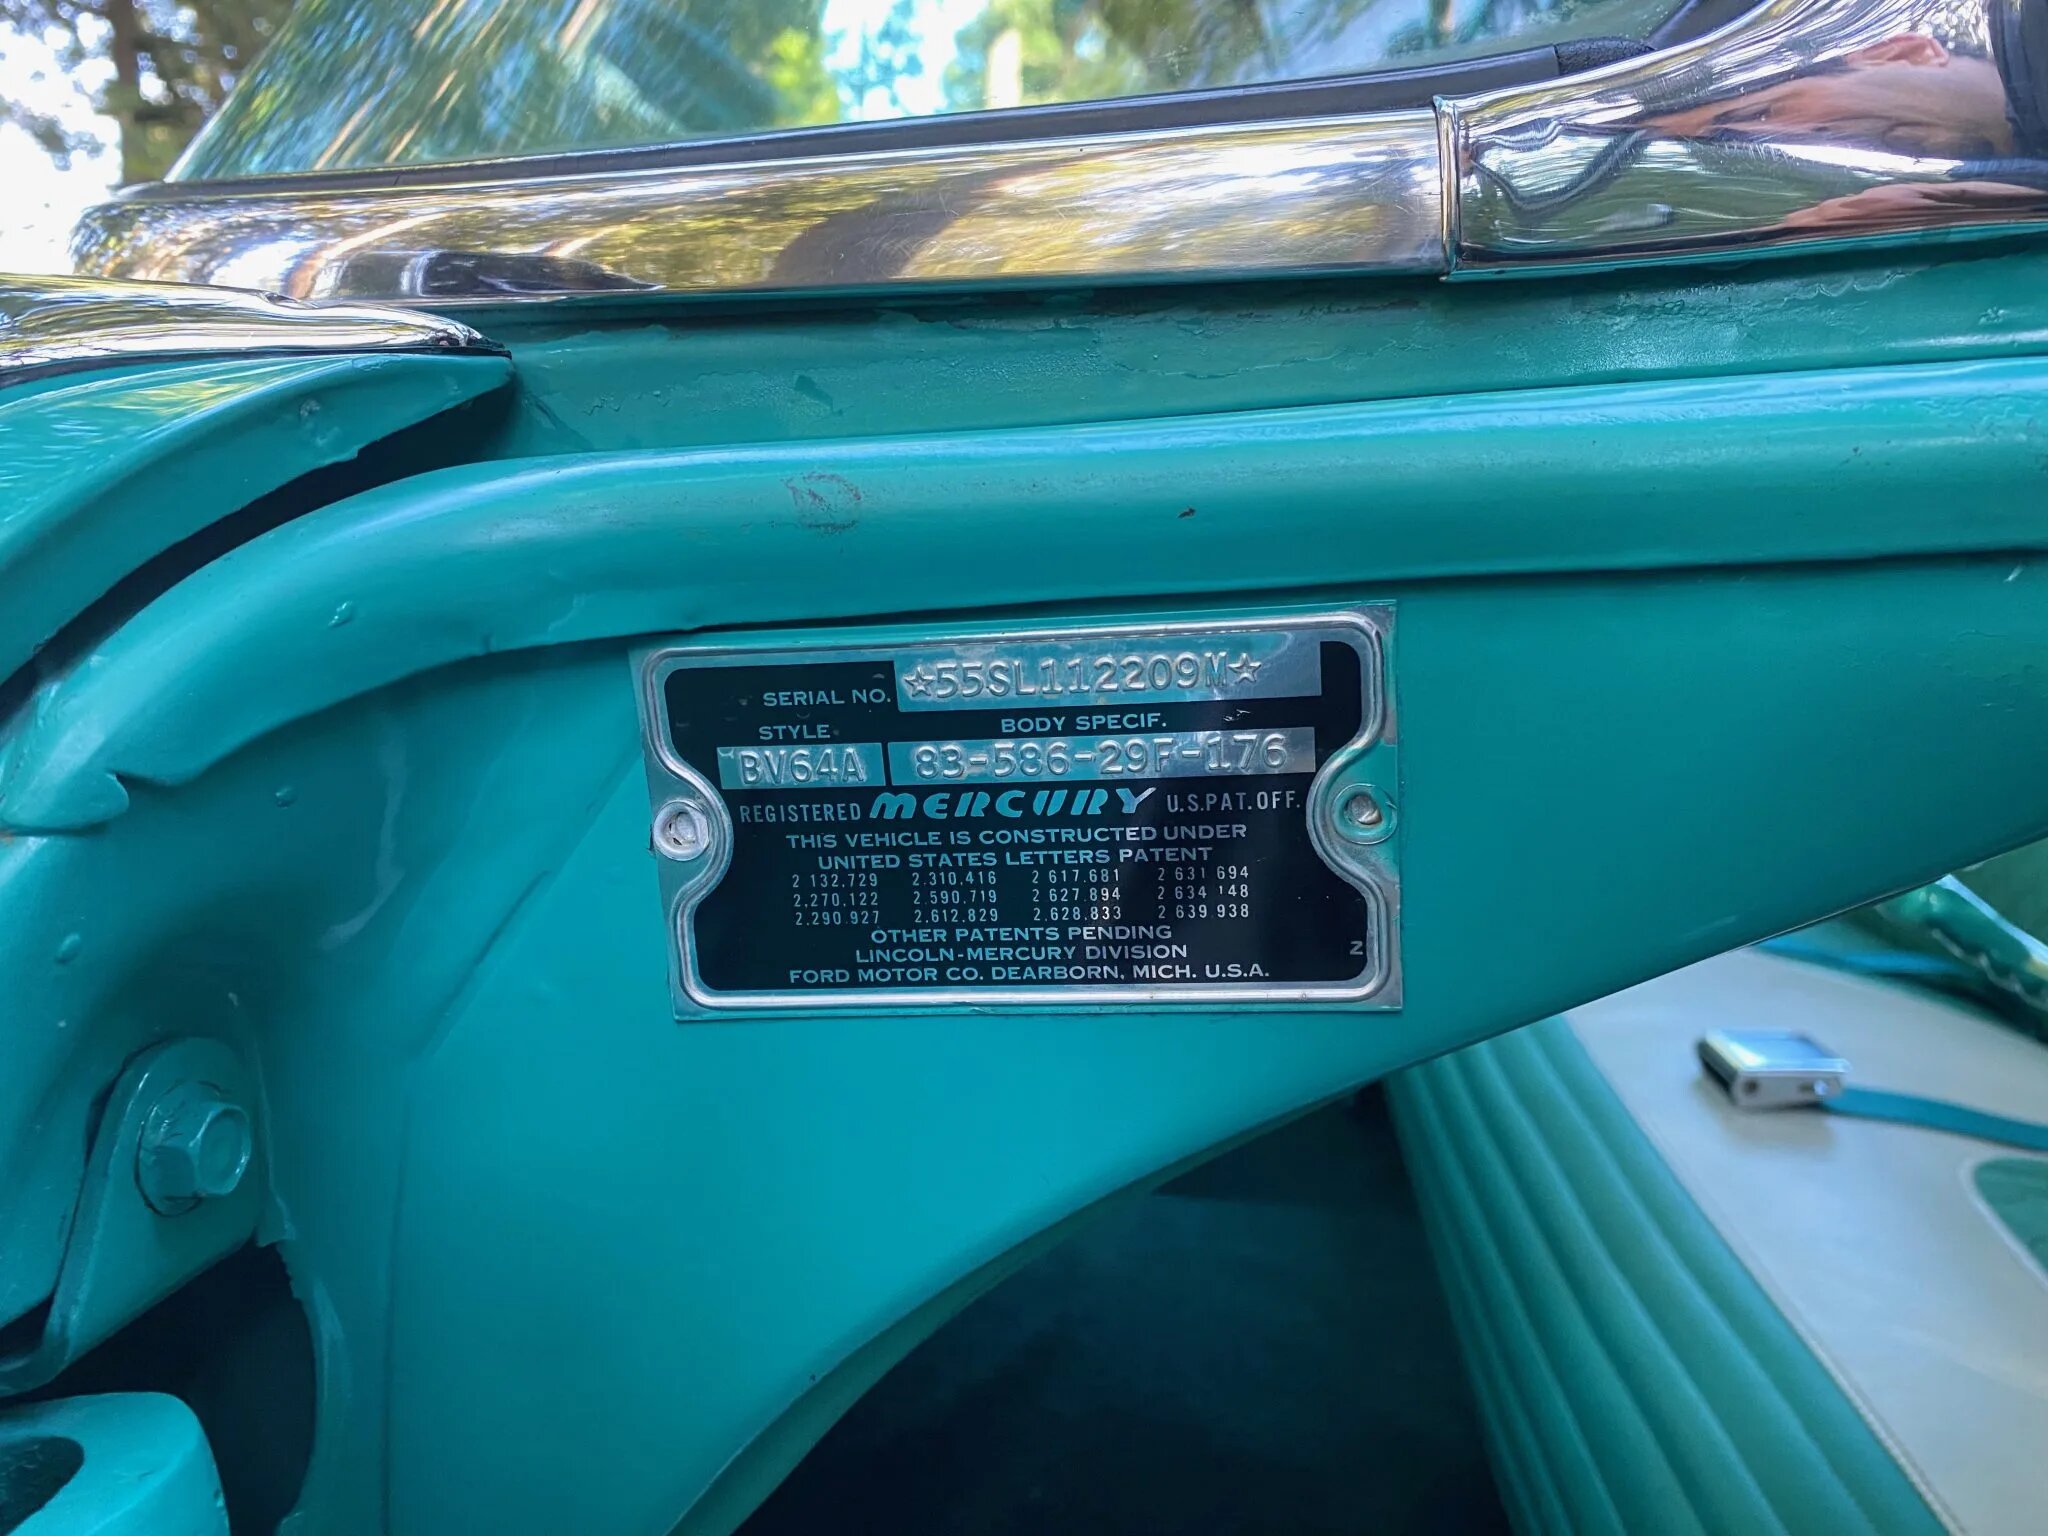 SERIAL NO. ☆55SL112209M☆
STYLE BODY SPECIF.
BV64A 83-586-29F-176
REGISTERED MERCURY U.S.PAT.OFF.
THIS VEHICLE IS CONSTRUCTED UNDER
UNITED STATES LETTERS PATENT
2 132,729 2.310,416 2 617.681 2 631 694
2,270,122 2.590,719 2 627.894 2 634 148
2.290 927 2,612,829 2.628,833 2 639 938
OTHER PATENTS PENDING
LINCOLN-MERCURY DIVISION Z
FORD MOTOR CO. DEARBORN, MICH. U.S.A.